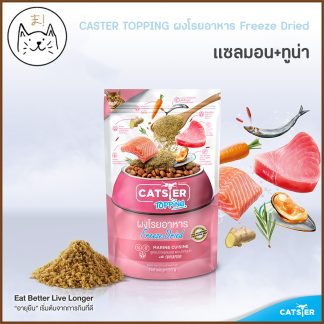 CASTER TOPPING ผงโรยอาหาร Freeze Dried
แซลมอน+ทูน่า
CATSTER
TOPPING
ผงโรยอาหาร
Freeze Dried
MARINE CUISINE
Eat Better Live Longer
"อายุยืน" เริ่มต้นจากการกินที่ดี
CATSTER